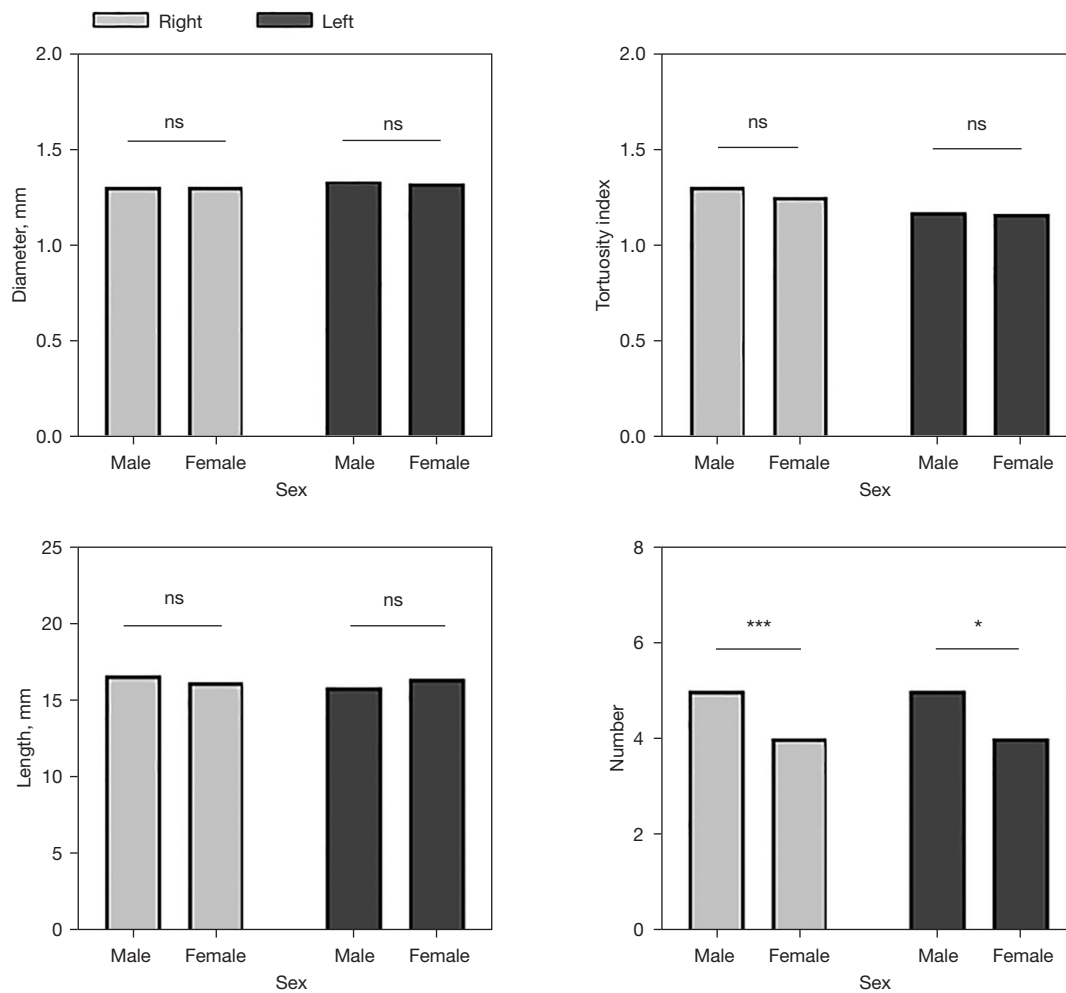 Right Left
2.0
1.5
1.0
0.5
0.0
Diameter, mm
ns ns
Male Female Male Female
Sex
2.0
1.5
1.0
0.5
0.0
Tortuosity index
ns ns
Male Female Male Female
Sex
25
20
15
10
5
0
Length, mm
ns ns
Male Female Male Female
Sex
8
6
4
2
0
Number
*** *
Male Female Male Female
Sex